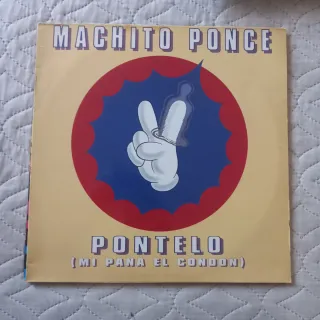 MACHITO PONCE
PONTELO
(MI PANA EL CONDON)